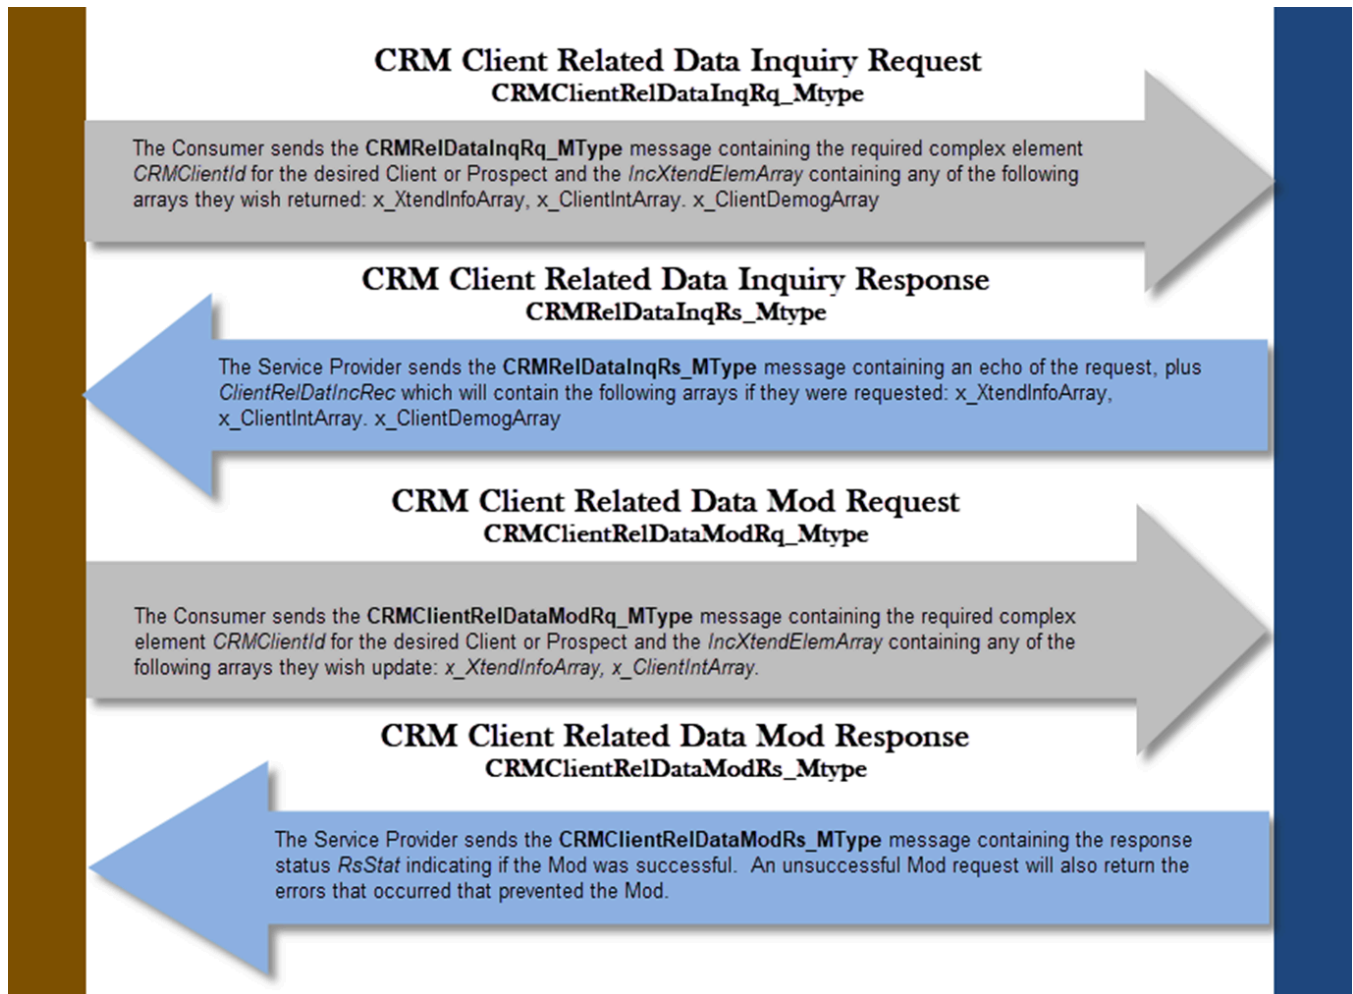 CRM Client Related Data Inquiry Request
CRMClientRelDataInqRq_Mtype
The Consumer sends the CRMRelDataInqRq_MType message containing the required complex element
CRMClientId for the desired Client or Prospect and the IncXtendElemArray containing any of the following
arrays they wish returned: x_XtendInfoArray, x_ClientIntArray. x_ClientDemogArray
CRM Client Related Data Inquiry Response
CRMRelDataInqRs_Mtype
The Service Provider sends the CRMRelDataInqRs_MType message containing an echo of the request, plus
ClientRelDatIncRec which will contain the following arrays if they were requested: x_XtendInfoArray,
x_ClientIntArray. x_ClientDemogArray
CRM Client Related Data Mod Request
CRMClientRelDataModRq_Mtype
The Consumer sends the CRMClientRelDataModRq_MType message containing the required complex
element CRMClientId for the desired Client or Prospect and the IncXtendElemArray containing any of the
following arrays they wish update: x_XtendInfoArray, x_ClientIntArray.
CRM Client Related Data Mod Response
CRMClientRelDataModRs_Mtype
The Service Provider sends the CRMClientRelDataModRs_MType message containing the response
status RsStat indicating if the Mod was successful. An unsuccessful Mod request will also return the
errors that occurred that prevented the Mod.